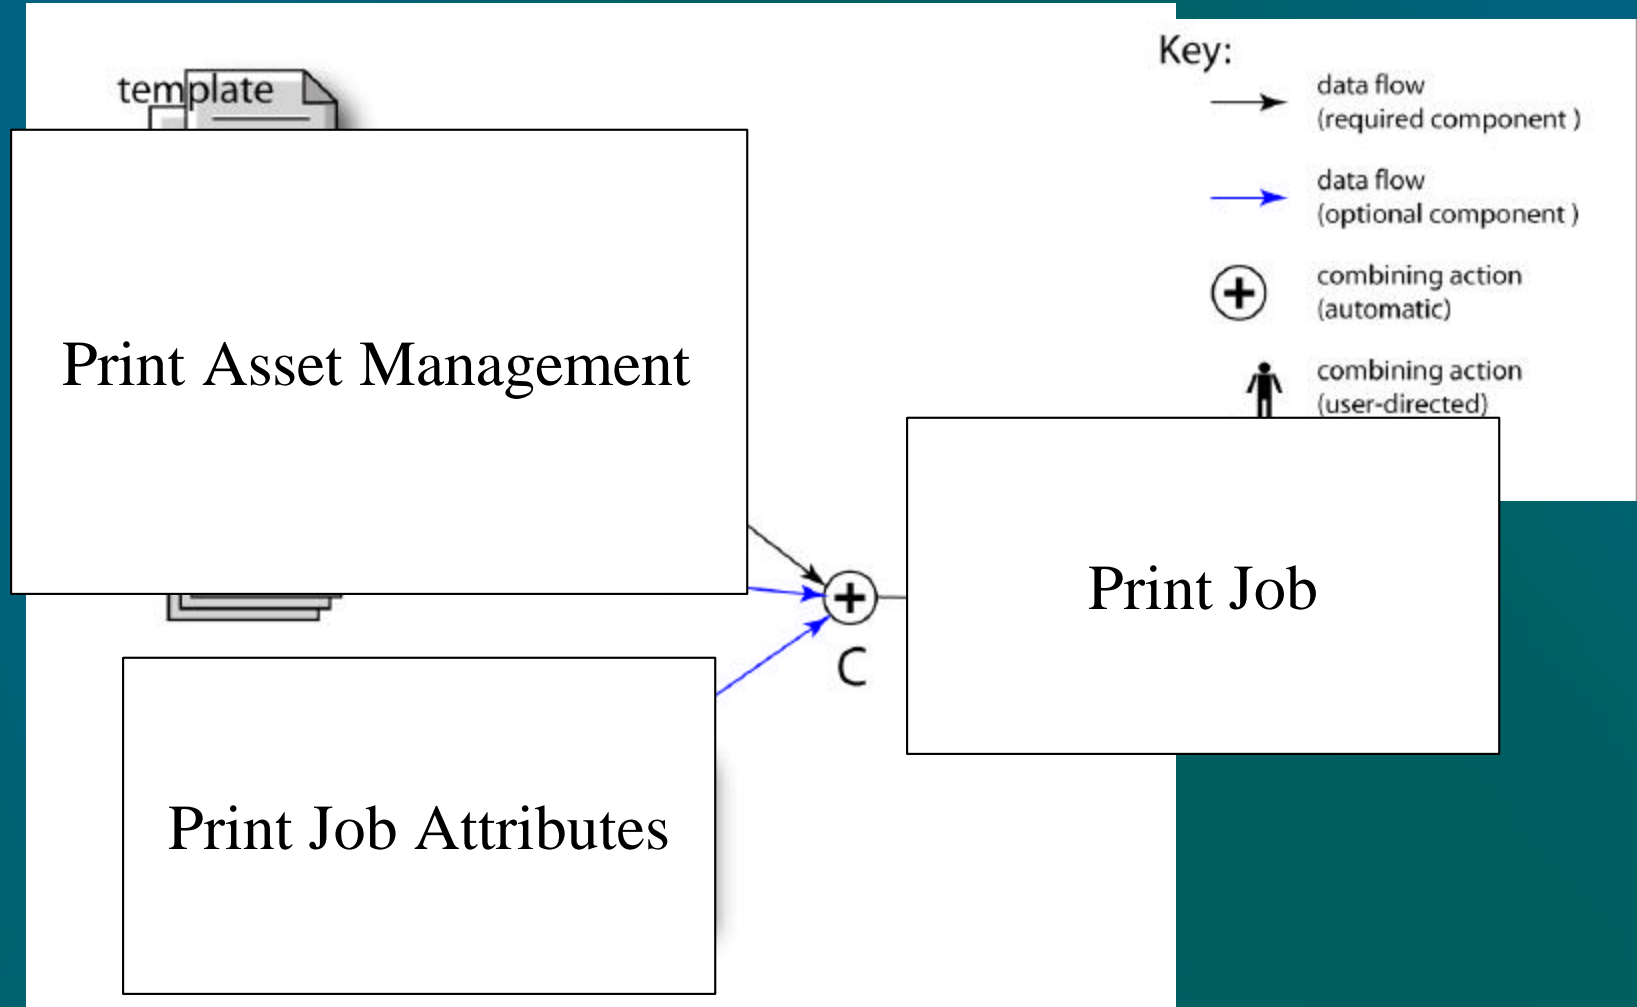 template
Key:
data flow
(required component )
data flow
(optional component )
combining action
(automatic)
combining action
(user-directed)
Print Asset Management
Print Job
C
Print Job Attributes